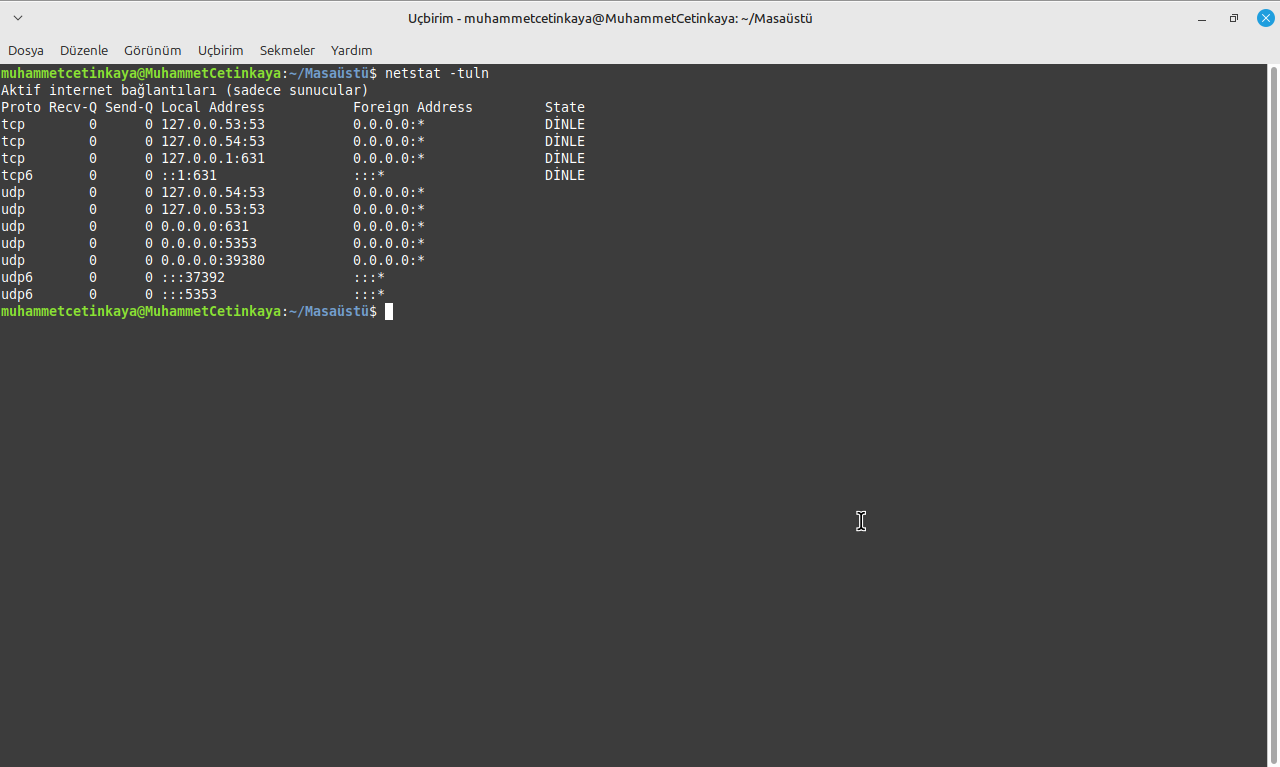 Uçbirim - muhammetcetinkaya@MuhammetCetinkaya: ~/Masaüstü
Dosya Düzenle Görünüm Uçbirim Sekmeler Yardım
muhammetcetinkaya@MuhammetCetinkaya:~/Masaüstü$ netstat -tuln
Aktif internet bağlantıları (sadece sunucular)
Proto Recv-Q Send-Q Local Address           Foreign Address         State
tcp        0      0 127.0.0.53:53           0.0.0.0:*               DİNLE
tcp        0      0 127.0.0.54:53           0.0.0.0:*               DİNLE
tcp        0      0 127.0.0.1:631           0.0.0.0:*               DİNLE
tcp6       0      0 ::1:631                 :::*                    DİNLE
udp        0      0 127.0.0.54:53           0.0.0.0:*
udp        0      0 127.0.0.53:53           0.0.0.0:*
udp        0      0 0.0.0.0:631             0.0.0.0:*
udp        0      0 0.0.0.0:5353            0.0.0.0:*
udp        0      0 0.0.0.0:39380           0.0.0.0:*
udp6       0      0 :::37392                :::*
udp6       0      0 :::5353                 :::*
muhammetcetinkaya@MuhammetCetinkaya:~/Masaüstü$